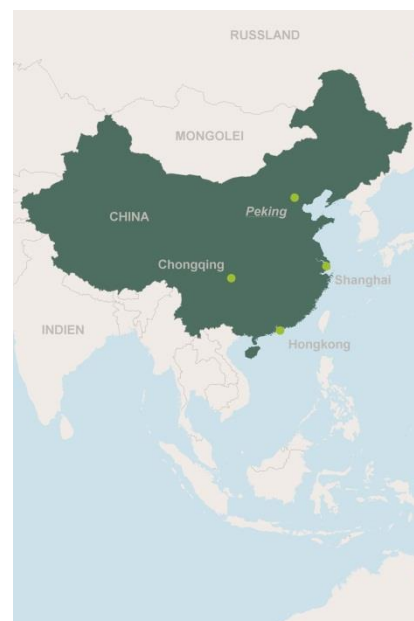 RUSSLAND
MONGOLEI
Peking
CHINA
Chongqing
Shanghai
INDIEN
Hongkong